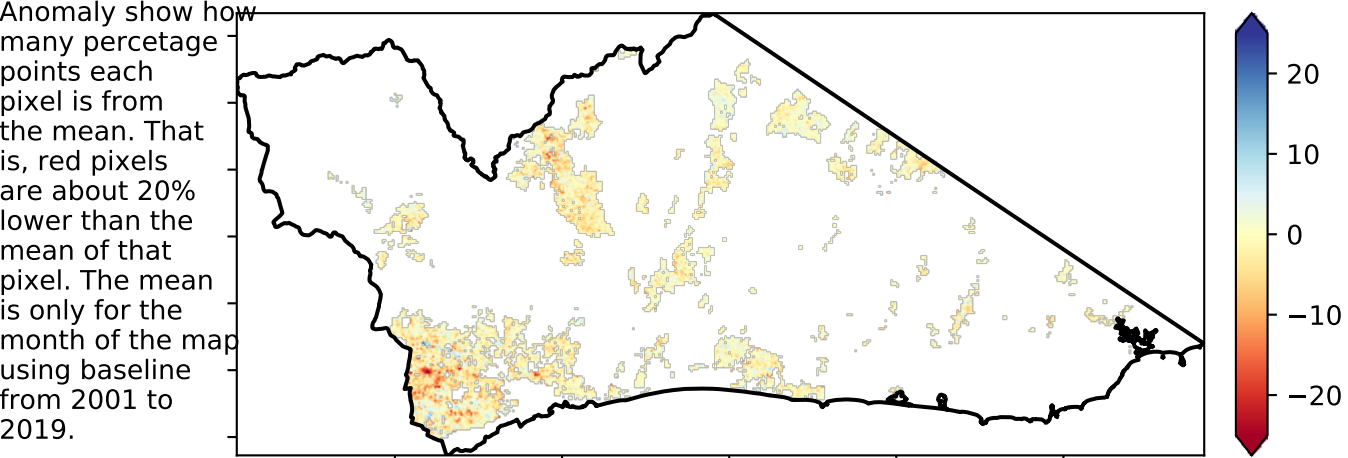 Anomaly show how
many percetage
points each
pixel is from
the mean. That
is, red pixels
are about 20%
lower than the
mean of that
pixel. The mean
is only for the
month of the map
using baseline
from 2001 to
2019.
20
10
0
−10
−20